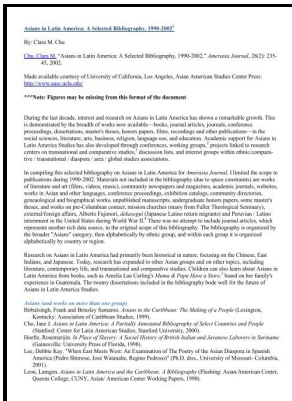 Asians in Latin America: A Selected Bibliography, 1990-2002¹
By: Clara M. Chu
Chu, Clara M. "Asians in Latin America: A Selected Bibliography, 1990-2002," Amerasia Journal, 28(2): 235-
45, 2002.
Made available courtesy of University of California, Los Angeles, Asian American Studies Center Press:
http://www.aasc.ucla.edu/
***Note: Figures may be missing from this format of the document
During the last decade, interest and research on Asians in Latin America has shown a remarkable growth. This
is demonstrated by the breadth of works now available—books, journal articles, journals, conference
proceedings, dissertations, master's theses, honors papers, films, recordings and other publications—in the
social sciences, literature, arts, business, religion, language use, and education. Academic support for Asians in
Latin America Studies has also developed through conferences, working groups,² projects linked to research
centers on transnational and comparative studies,³ discussion lists, and interest groups within ethnic/compara-
tive / transnational / diaspora / area / global studies associations.
In compiling this selected bibliography on Asians in Latin America for Amerasia Journal, I limited the scope to
publications during 1990-2002. Materials not included in the bibliography (due to space constraints) are works
of literature and art (films, videos, music), community newspapers and magazines, academic journals, websites,
works in Asian and other languages, conference proceedings, exhibition catalogs, community directories,
genealogical and biographical works, unpublished manuscripts, undergraduate honors papers, some master's
theses, and works on pre-Columbian contact, mission churches (many from Fuller Theological Seminary),
external/foreign affairs, Alberto Fujimori, dekasegui (Japanese Latino return migrants) and Peruvian / Latino
internment in the United States during World War II.⁴ There was no attempt to include journal articles, which
represents another rich data source, in the original scope of this bibliography. The bibliography is organized by
the broader "Asians" category, then alphabetically by ethnic group, and within each group it is organized
alphabetically by country or region.
Research on Asians in Latin America had primarily been historical in nature, focusing on the Chinese, East
Indians, and Japanese. Today, research has expanded to other Asian groups and on other topics, including
literature, contemporary life, and transnational and comparative studies. Children can also learn about Asians in
Latin America from books, such as Amelia Lau Carling's Mama & Papa Have a Store,⁵ based on her family's
experience in Guatemala. The twenty dissertations included in the bibliography bode well for the future of
Asians in Latin America Studies.
Asians (and works on more than one group)
Birbalsingh, Frank and Brinsley Samaroo. Asians in the Caribbean: The Making of a People (Lexington,
Kentucky: Association of Caribbean Studies, 1999).
Chu, Jane J. Asians in Latin America: A Partially Annotated Bibliography of Select Countries and People
(Stanford: Center for Latin American Studies, Stanford University, 2000).
Hoefte, Rosemarijn. In Place of Slavery: A Social History of British Indian and Javanese Laborers in Suriname
(Gainesville: University Press of Florida, 1998).
Lee, Debbie Kay. "When East Meets West: An Examination of The Poetry of the Asian Diaspora in Spanish
America (Pedro Shimose, José Watanabe, Regino Pedroso)" (Ph.D. diss., University of Missouri- Columbia,
2001).
Leon, Lamgen. Asians in Latin America and the Caribbean: A Bibliography (Flushing: Asian/American Center,
Queens College, CUNY, Asian/ American Center Working Papers, 1990).